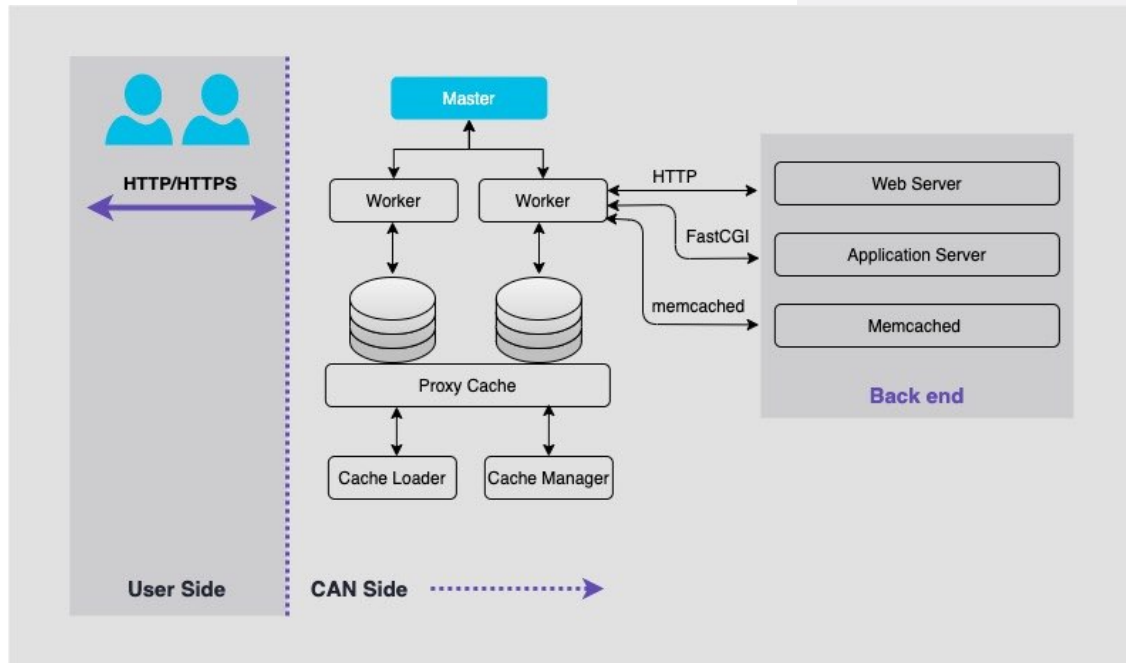 Master
HTTP/HTTPS
Worker
Worker
HTTP
Web Server
FastCGI
Application Server
memcached
Memcached
Proxy Cache
Back end
Cache Loader
Cache Manager
User Side
CAN Side